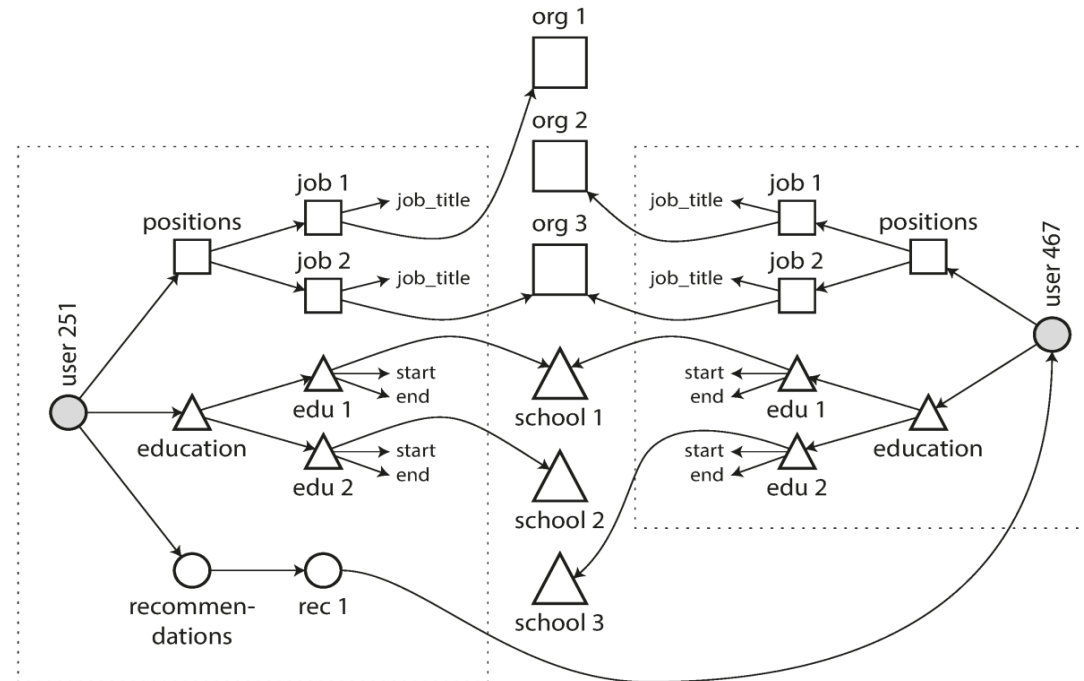 org 1
org 2
org 3
user 251
positions
job 1
job_title
job 2
job_title
education
edu 1
start
end
edu 2
start
end
recommen-
dations
rec 1
school 1
school 2
school 3
job 1
job_title
job 2
job_title
positions
user 467
start
end
edu 1
start
end
edu 2
education